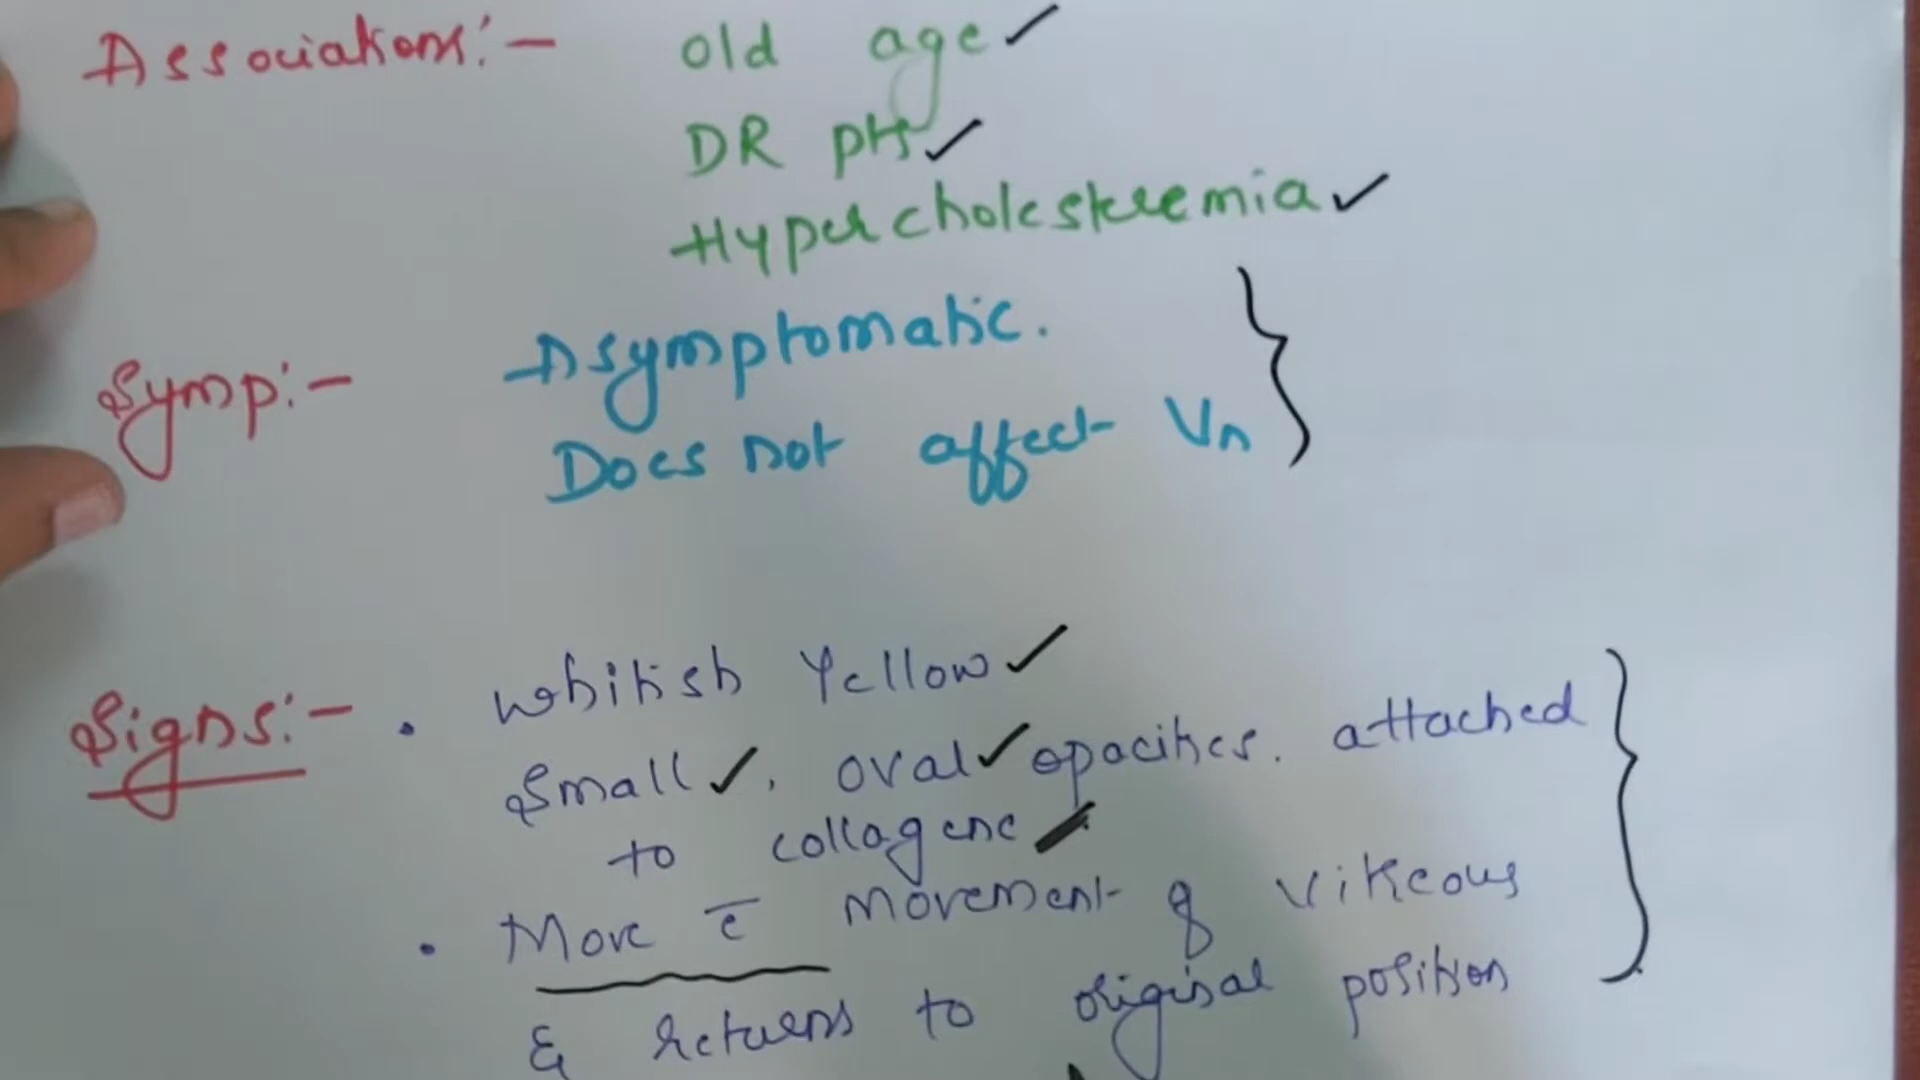 Associations:- old age ✓
DR pts ✓
Hypercholesteremia ✓
Symp:- Asymptomatic.
Does not affect Vn
Signs:- • Whitish Yellow ✓
Small ✓, oval ✓ opacities. attached
to collagene ✓
• Move c̄ movement of vitreous
& returns to original position